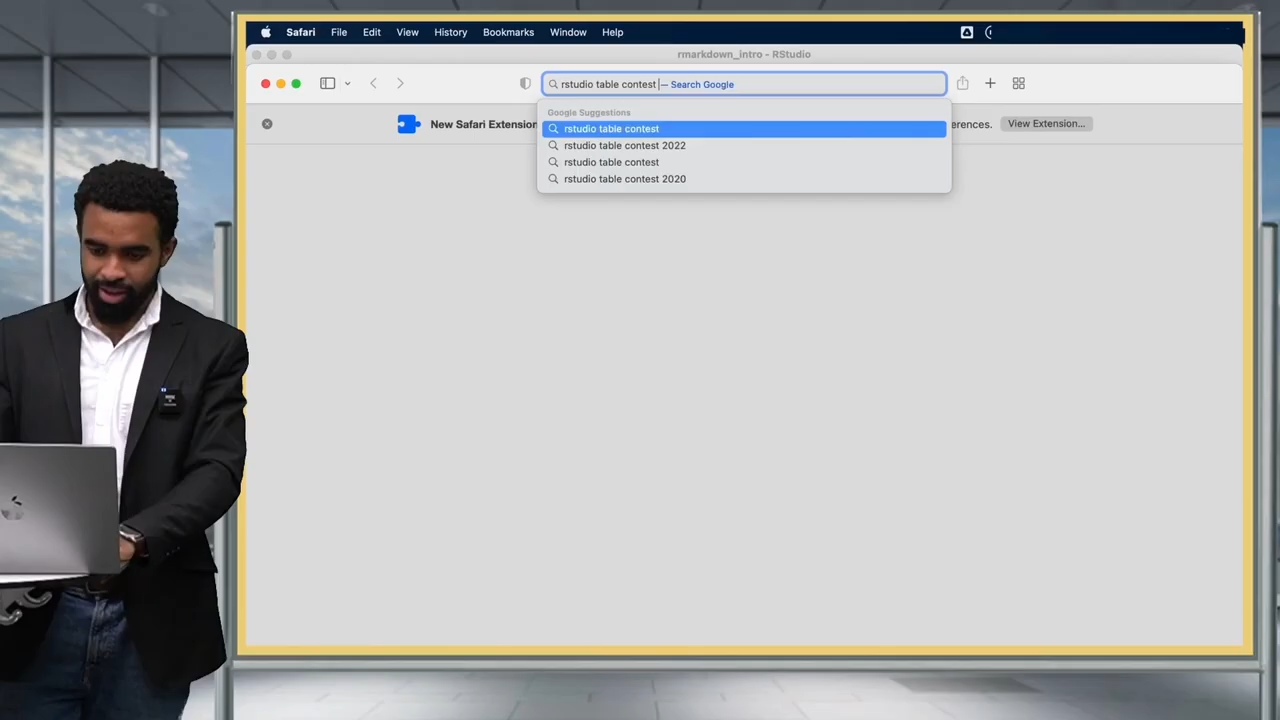 Safari File Edit View History Bookmarks Window Help
rmarkdown_intro - RStudio
rstudio table contest — Search Google
Google Suggestions
New Safari Extension
erences.
View Extension...
rstudio table contest
rstudio table contest 2022
rstudio table contest
rstudio table contest 2020